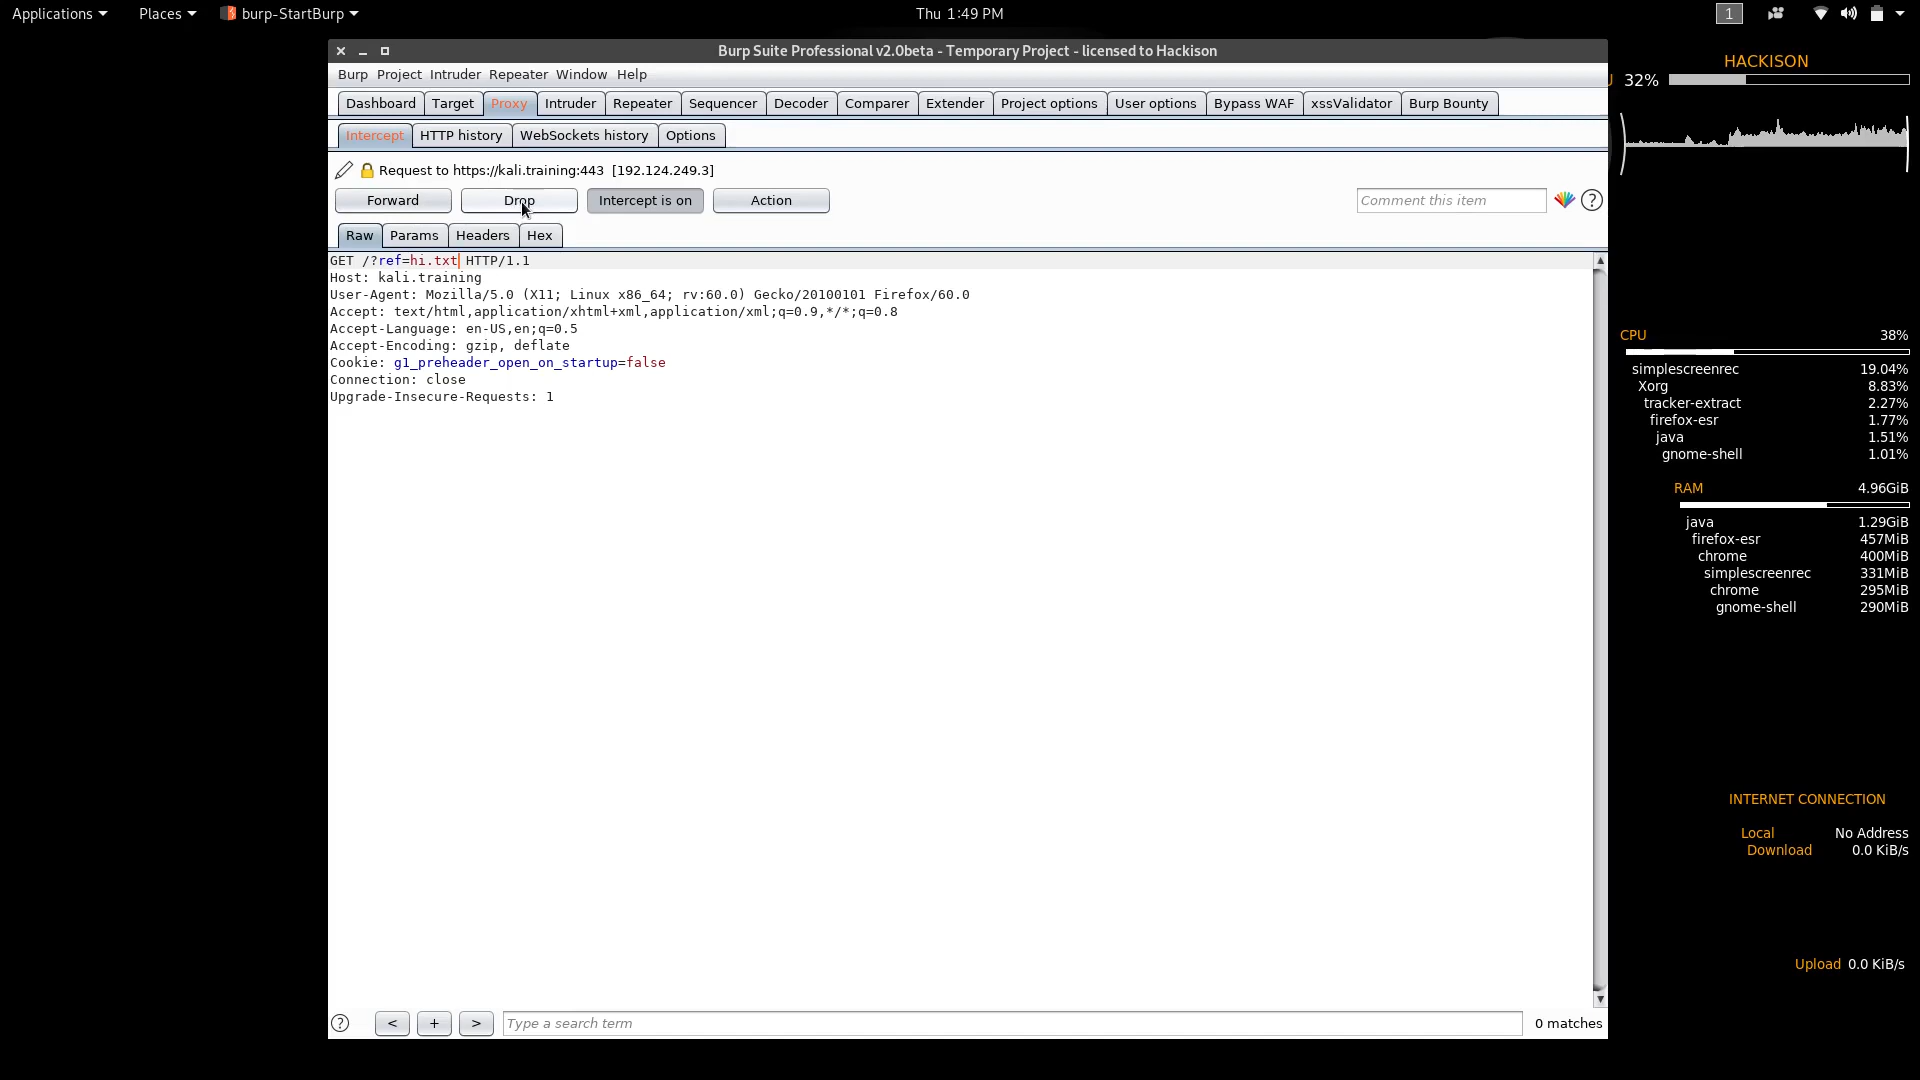 Applications Places burp-StartBurp Thu 1:49 PM 1
Burp Suite Professional v2.0beta - Temporary Project - licensed to Hackison
Burp Project Intruder Repeater Window Help
Dashboard Target Proxy Intruder Repeater Sequencer Decoder Comparer Extender Project options User options Bypass WAF xssValidator Burp Bounty
Intercept HTTP history WebSockets history Options
Request to https://kali.training:443 [192.124.249.3]
Forward Drop Intercept is on Action Comment this item ?
Raw Params Headers Hex
GET /?ref=hi.txt HTTP/1.1
Host: kali.training
User-Agent: Mozilla/5.0 (X11; Linux x86_64; rv:60.0) Gecko/20100101 Firefox/60.0
Accept: text/html,application/xhtml+xml,application/xml;q=0.9,*/*;q=0.8
Accept-Language: en-US,en;q=0.5
Accept-Encoding: gzip, deflate
Cookie: g1_preheader_open_on_startup=false
Connection: close
Upgrade-Insecure-Requests: 1
? < + > Type a search term 0 matches
HACKISON
32%
CPU 38%
simplescreenrec 19.04%
Xorg 8.83%
tracker-extract 2.27%
firefox-esr 1.77%
java 1.51%
gnome-shell 1.01%
RAM 4.96GiB
java 1.29GiB
firefox-esr 457MiB
chrome 400MiB
simplescreenrec 331MiB
chrome 295MiB
gnome-shell 290MiB
INTERNET CONNECTION
Local No Address
Download 0.0 KiB/s
Upload 0.0 KiB/s